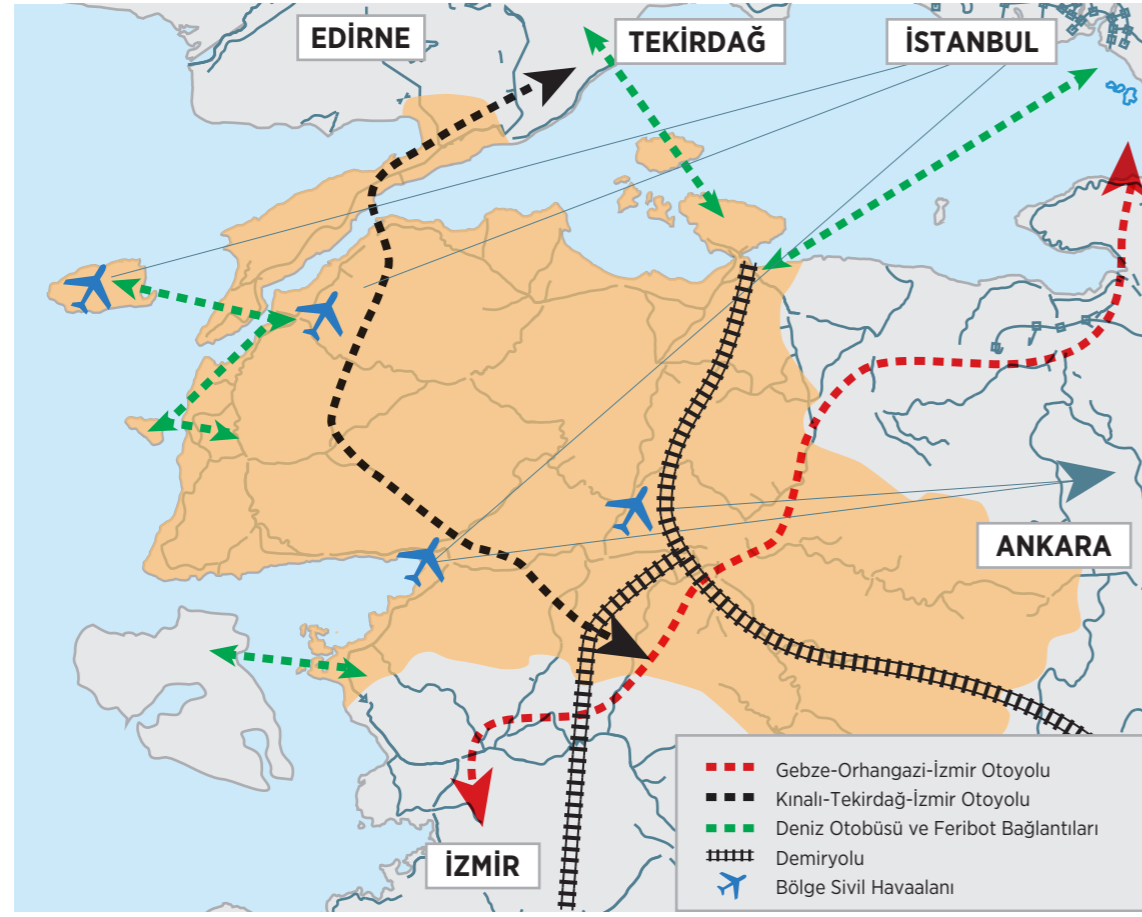 EDİRNE
TEKİRDAĞ
İSTANBUL
ANKARA
İZMİR
Gebze-Orhangazi-İzmir Otoyolu
Kınalı-Tekirdağ-İzmir Otoyolu
Deniz Otobüsü ve Feribot Bağlantıları
Demiryolu
Bölge Sivil Havaalanı